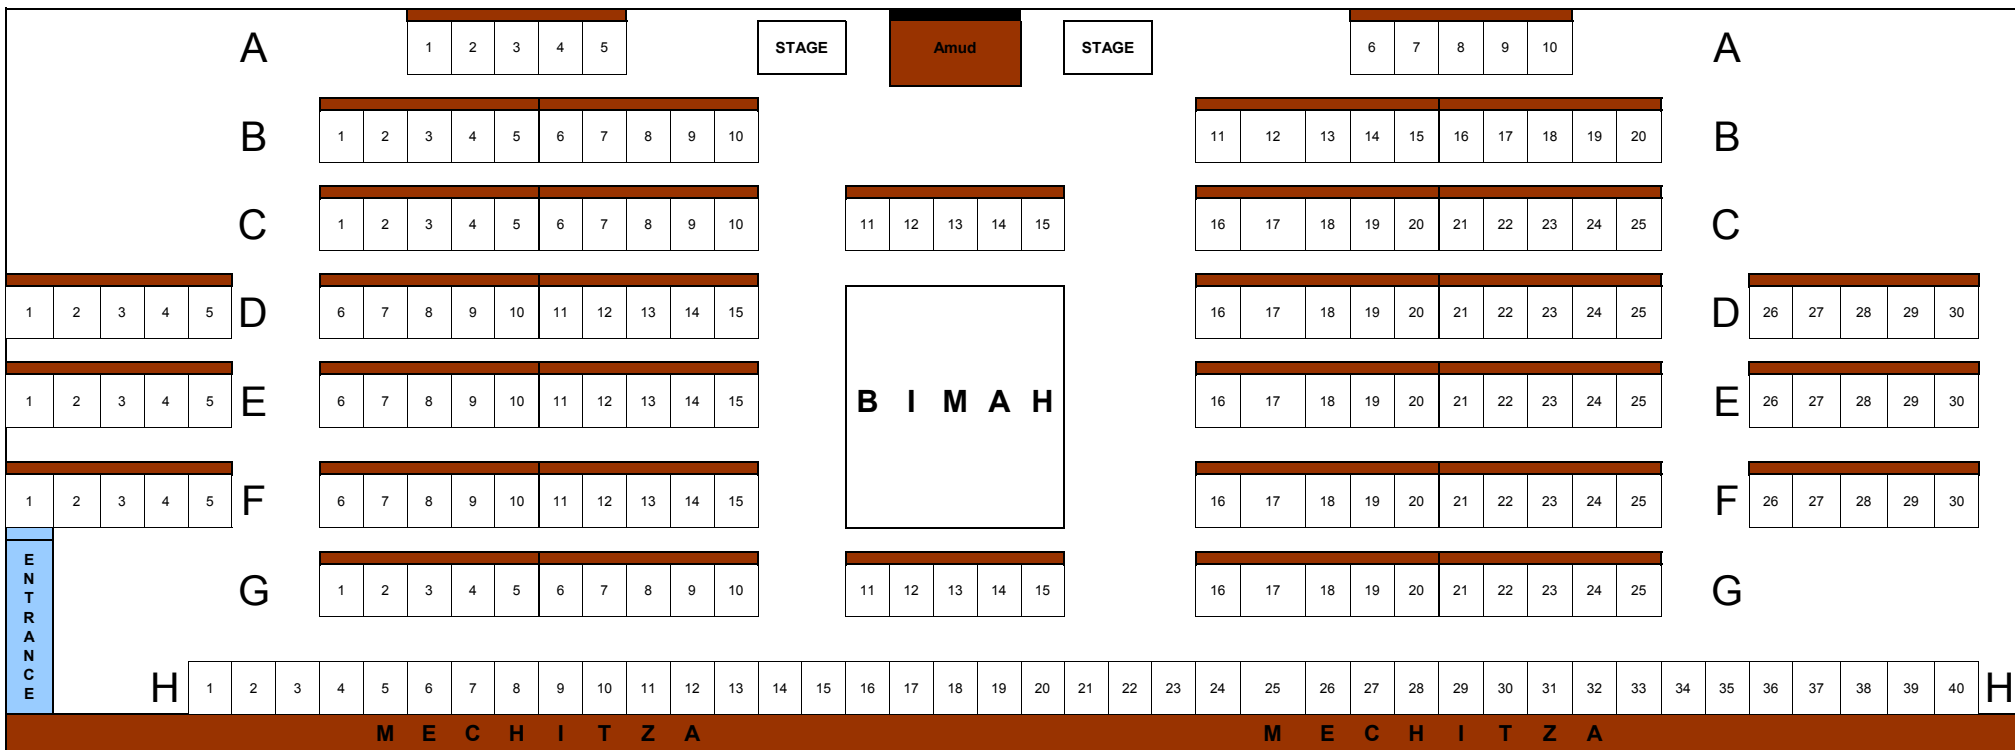 A 1 2 3 4 5 STAGE Amud STAGE 6 7 8 9 10 A
B 1 2 3 4 5 6 7 8 9 10 11 12 13 14 15 16 17 18 19 20 B
C 1 2 3 4 5 6 7 8 9 10 11 12 13 14 15 16 17 18 19 20 21 22 23 24 25 C
1 2 3 4 5 D 6 7 8 9 10 11 12 13 14 15 16 17 18 19 20 21 22 23 24 25 D 26 27 28 29 30
1 2 3 4 5 E 6 7 8 9 10 11 12 13 14 15 B I M A H 16 17 18 19 20 21 22 23 24 25 E 26 27 28 29 30
1 2 3 4 5 F 6 7 8 9 10 11 12 13 14 15 16 17 18 19 20 21 22 23 24 25 F 26 27 28 29 30
ENTRANCE
G 1 2 3 4 5 6 7 8 9 10 11 12 13 14 15 16 17 18 19 20 21 22 23 24 25 G
H 1 2 3 4 5 6 7 8 9 10 11 12 13 14 15 16 17 18 19 20 21 22 23 24 25 26 27 28 29 30 31 32 33 34 35 36 37 38 39 40 H
M E C H I T Z A M E C H I T Z A